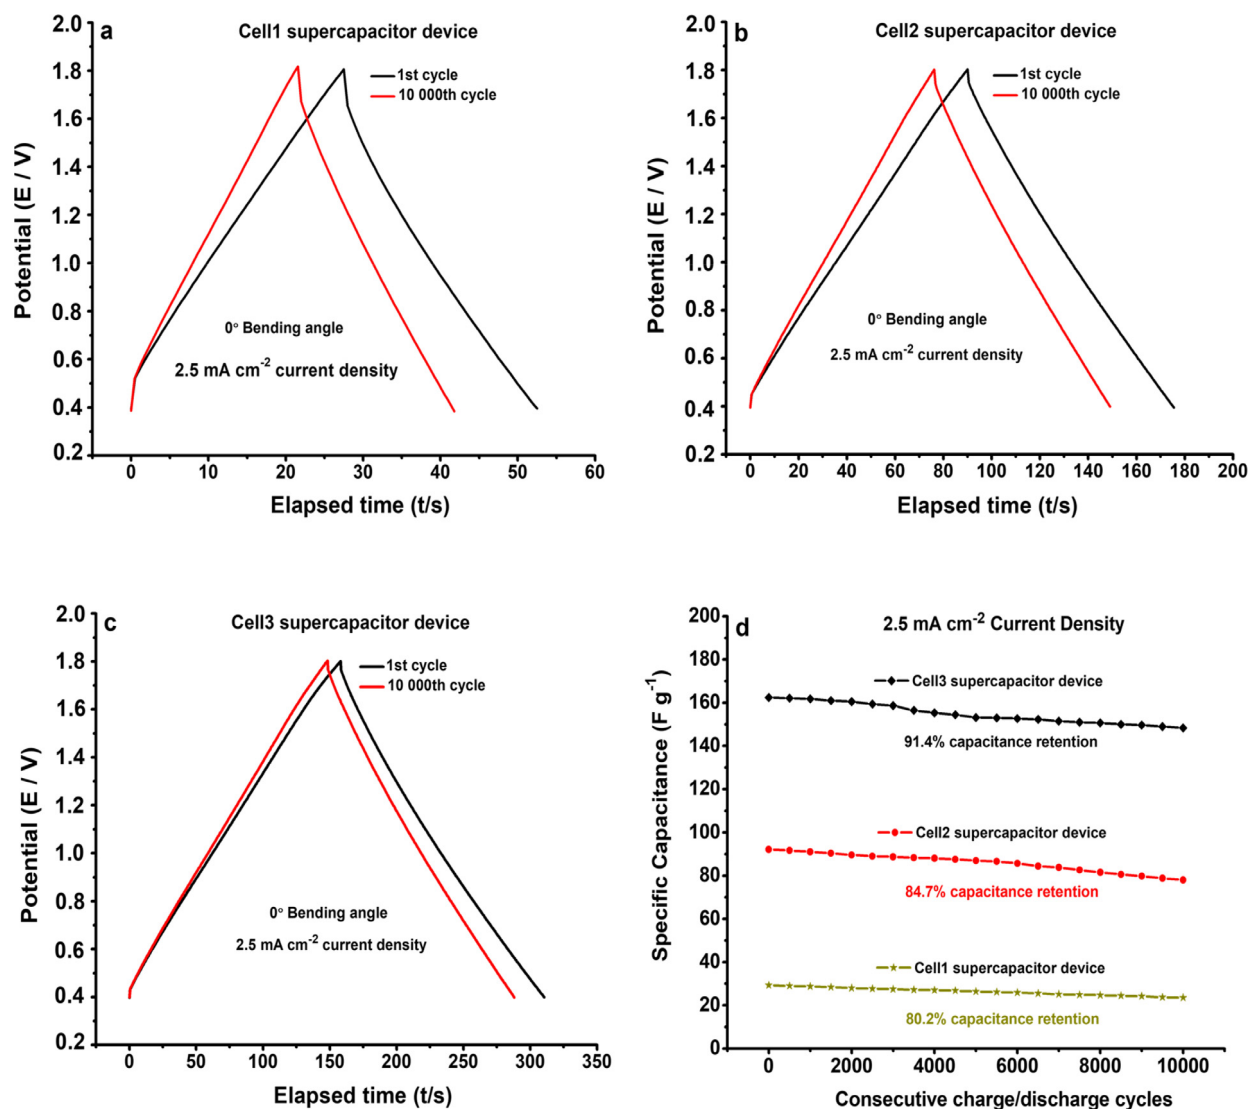 a
Cell1 supercapacitor device
1st cycle
10 000th cycle
0° Bending angle
2.5 mA cm⁻² current density
Potential (E / V)
2.0
1.8
1.6
1.4
1.2
1.0
0.8
0.6
0.4
0.2
0 10 20 30 40 50 60
Elapsed time (t/s)
b
Cell2 supercapacitor device
1st cycle
10 000th cycle
0° Bending angle
2.5 mA cm⁻² current density
Potential (E / V)
2.0
1.8
1.6
1.4
1.2
1.0
0.8
0.6
0.4
0.2
0 20 40 60 80 100 120 140 160 180 200
Elapsed time (t/s)
c
Cell3 supercapacitor device
1st cycle
10 000th cycle
0° Bending angle
2.5 mA cm⁻² current density
Potential (E / V)
2.0
1.8
1.6
1.4
1.2
1.0
0.8
0.6
0.4
0.2
0 50 100 150 200 250 300 350
Elapsed time (t/s)
d
2.5 mA cm⁻² Current Density
Cell3 supercapacitor device
91.4% capacitance retention
Cell2 supercapacitor device
84.7% capacitance retention
Cell1 supercapacitor device
80.2% capacitance retention
Specific Capacitance (F g⁻¹)
200
180
160
140
120
100
80
60
40
20
0
0 2000 4000 6000 8000 10000
Consecutive charge/discharge cycles